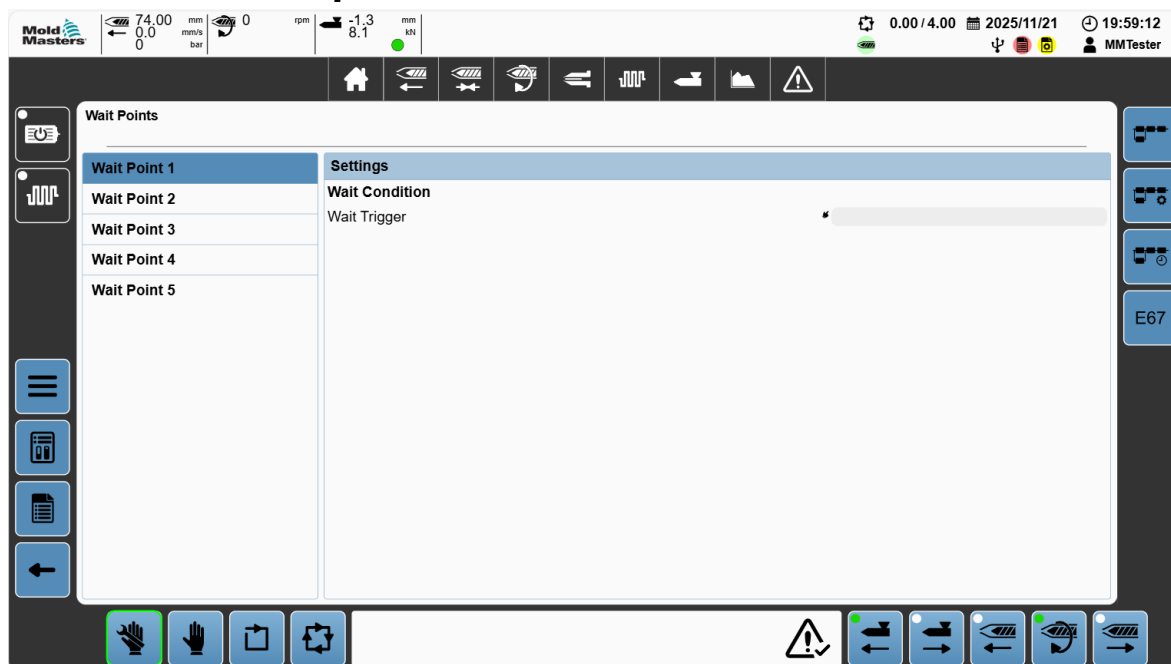 Mold
Masters
74.00 mm
0.0 mm/s
0 bar
0 rpm
-1.3 mm
8.1 kN
0.00 / 4.00
2025/11/21
19:59:12
MMTester
Wait Points
Wait Point 1
Wait Point 2
Wait Point 3
Wait Point 4
Wait Point 5
Settings
Wait Condition
Wait Trigger
E67